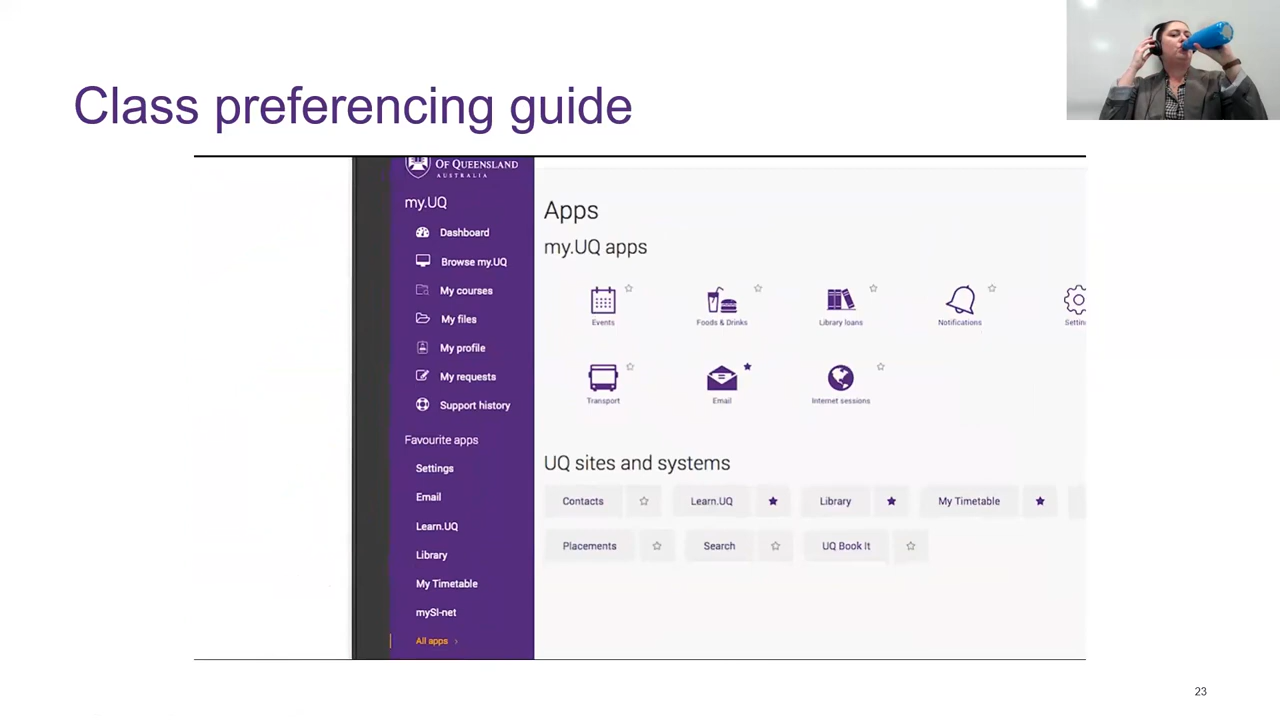 Class preferencing guide
OF QUEENSLAND
AUSTRALIA
my.UQ
Dashboard
Browse my.UQ
My courses
My files
My profile
My requests
Support history
Favourite apps
Settings
Email
Learn.UQ
Library
My Timetable
mySI-net
All apps
Apps
my.UQ apps
Events
Foods & Drinks
Library loans
Notifications
Transport
Email
Internet sessions
UQ sites and systems
Contacts
Learn.UQ
Library
My Timetable
Placements
Search
UQ Book It
23